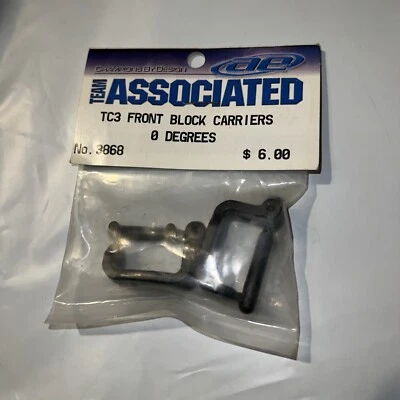 CHAMPIONS BY DESIGN
ae
TEAM
ASSOCIATED
TC3 FRONT BLOCK CARRIERS
0 DEGREES
No. 3868 $ 6.00